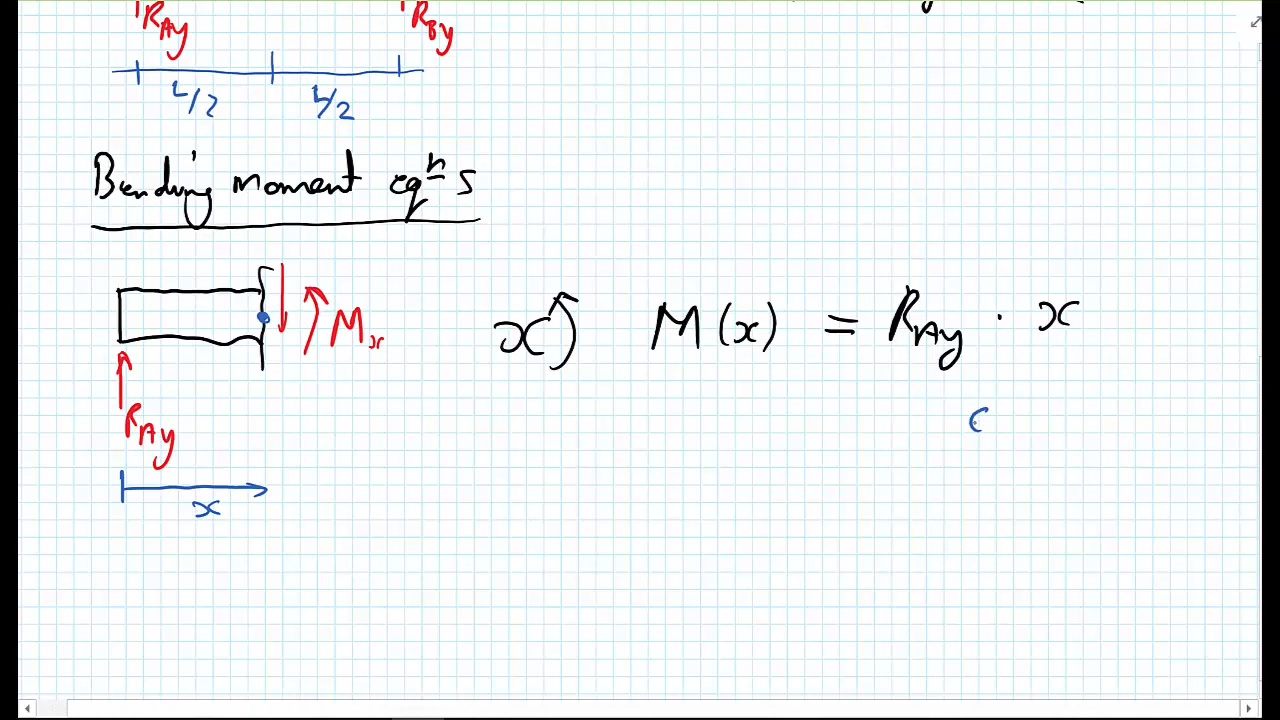 RAy RBy
L/2 L/2
Bending moment eqⁿs
Mx x M(x) = RAy · x
RAy
x